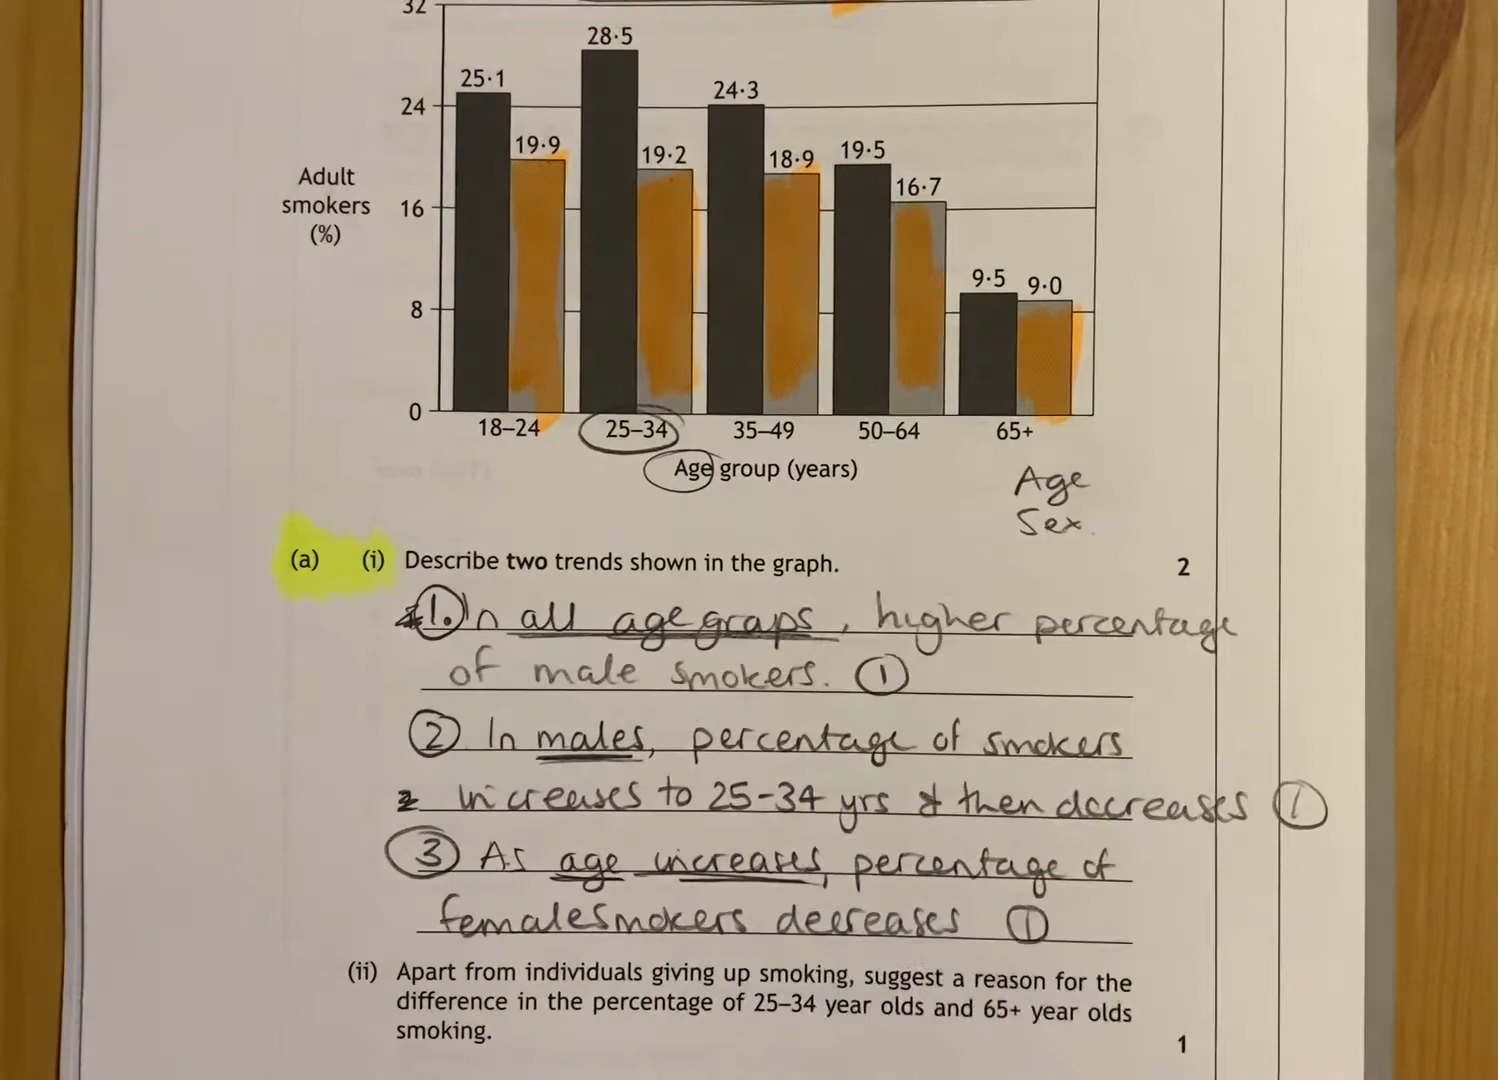 32
28·5
25·1
24·3
24
19·9
19·2
18·9
19·5
16·7
Adult
smokers
(%)
16
9·5
9·0
8
0
18–24
25–34
35–49
50–64
65+
Age group (years)
Age
Sex.
(a) (i) Describe two trends shown in the graph.
2
1. In all age graps, higher percentage
of male smokers. 1
2 In males, percentage of smokers
2 increases to 25-34 yrs & then decreases 1
3 As age increases, percentage of
female smokers decreases 1
(ii) Apart from individuals giving up smoking, suggest a reason for the
difference in the percentage of 25–34 year olds and 65+ year olds
smoking.
1